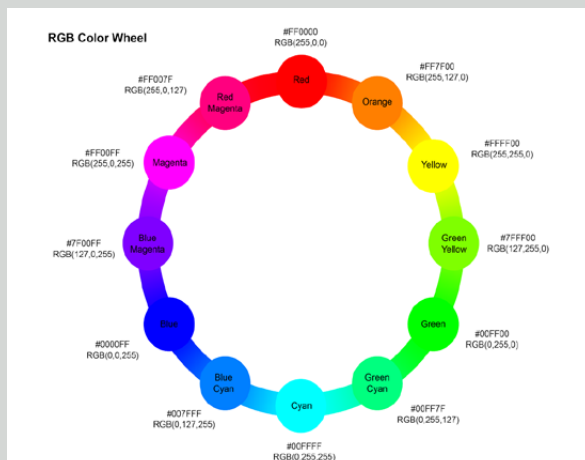 RGB Color Wheel
#FF0000
RGB(255,0,0)
Red
#FF7F00
RGB(255,127,0)
Orange
#FFFF00
RGB(255,255,0)
Yellow
#7FFF00
RGB(127,255,0)
Green
Yellow
#00FF00
RGB(0,255,0)
Green
#00FF7F
RGB(0,255,127)
Green
Cyan
#00FFFF
RGB(0,255,255)
Cyan
#007FFF
RGB(0,127,255)
Blue
Cyan
#0000FF
RGB(0,0,255)
Blue
#7F00FF
RGB(127,0,255)
Blue
Magenta
#FF00FF
RGB(255,0,255)
Magenta
#FF007F
RGB(255,0,127)
Red
Magenta